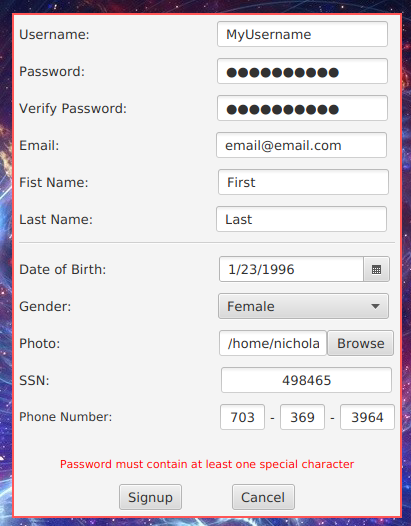 Username: MyUsername
Password: ●●●●●●●●●●
Verify Password: ●●●●●●●●●●
Email: email@email.com
Fist Name: First
Last Name: Last
Date of Birth: 1/23/1996
Gender: Female
Photo: /home/nichola Browse
SSN: 498465
Phone Number: 703 - 369 - 3964
Password must contain at least one special character
Signup Cancel